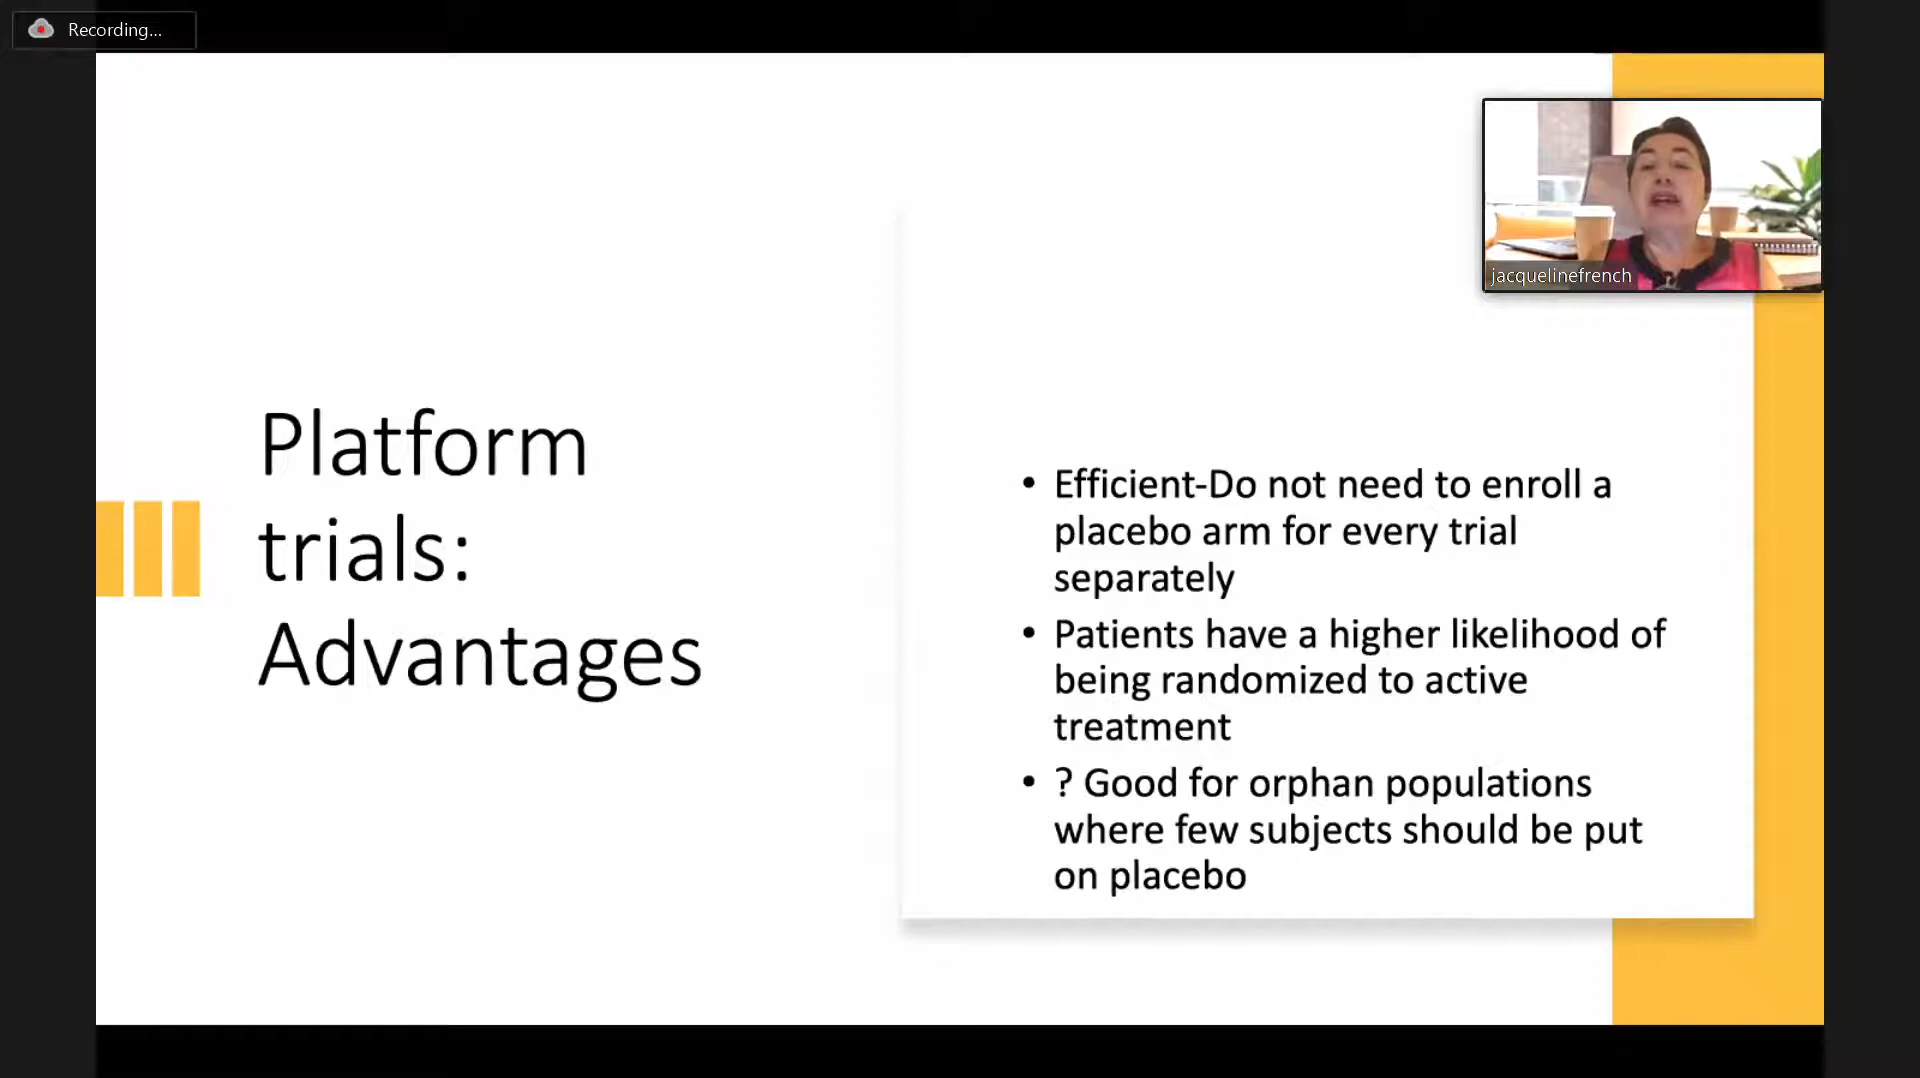 Recording...
jacquelinefrench
Platform
trials:
Advantages
• Efficient-Do not need to enroll a
placebo arm for every trial
separately
• Patients have a higher likelihood of
being randomized to active
treatment
• ? Good for orphan populations
where few subjects should be put
on placebo